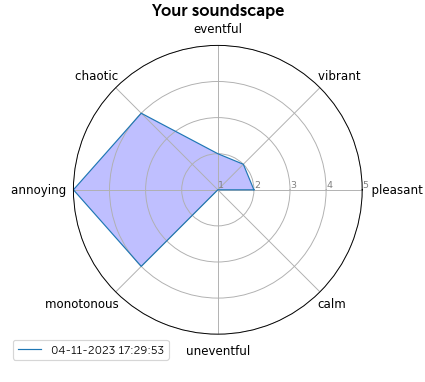 Your soundscape
eventful
chaotic
vibrant
annoying
1 2 3 4 5
pleasant
monotonous
calm
uneventful
04-11-2023 17:29:53